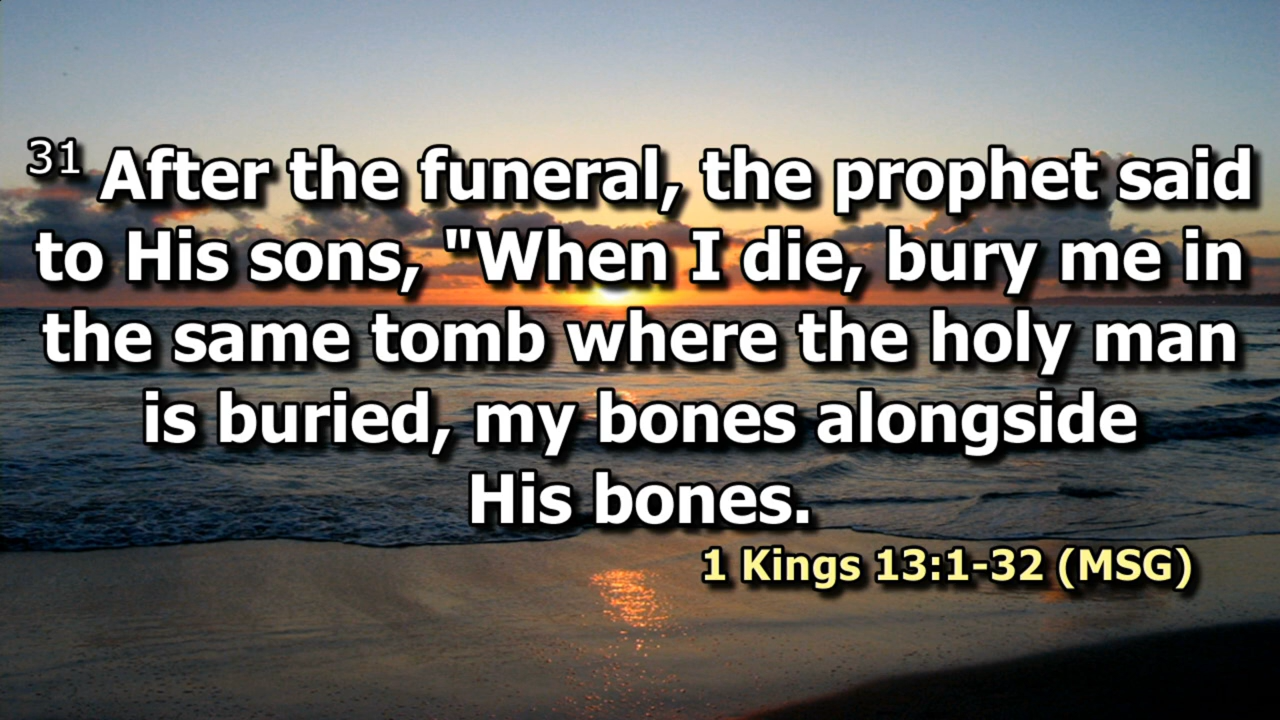 31 After the funeral, the prophet said
to His sons, "When I die, bury me in
the same tomb where the holy man
is buried, my bones alongside
His bones.
1 Kings 13:1-32 (MSG)